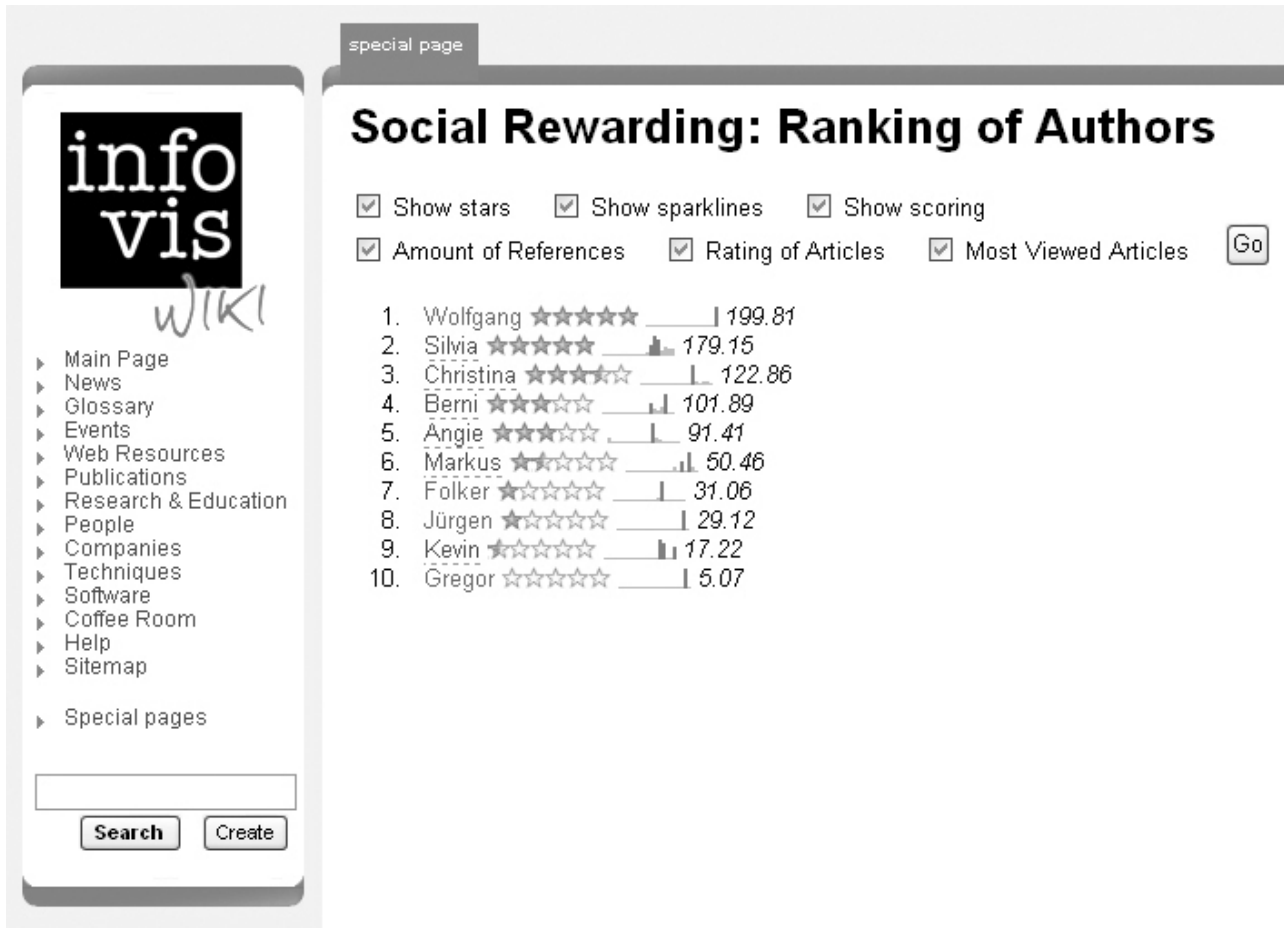 special page
info
vis
WIKI
Main Page
News
Glossary
Events
Web Resources
Publications
Research & Education
People
Companies
Techniques
Software
Coffee Room
Help
Sitemap
Special pages
Search Create
Social Rewarding: Ranking of Authors
Show stars Show sparklines Show scoring
Amount of References Rating of Articles Most Viewed Articles Go
1. Wolfgang 199.81
2. Silvia 179.15
3. Christina 122.86
4. Berni 101.89
5. Angie 91.41
6. Markus 50.46
7. Folker 31.06
8. Jürgen 29.12
9. Kevin 17.22
10. Gregor 5.07